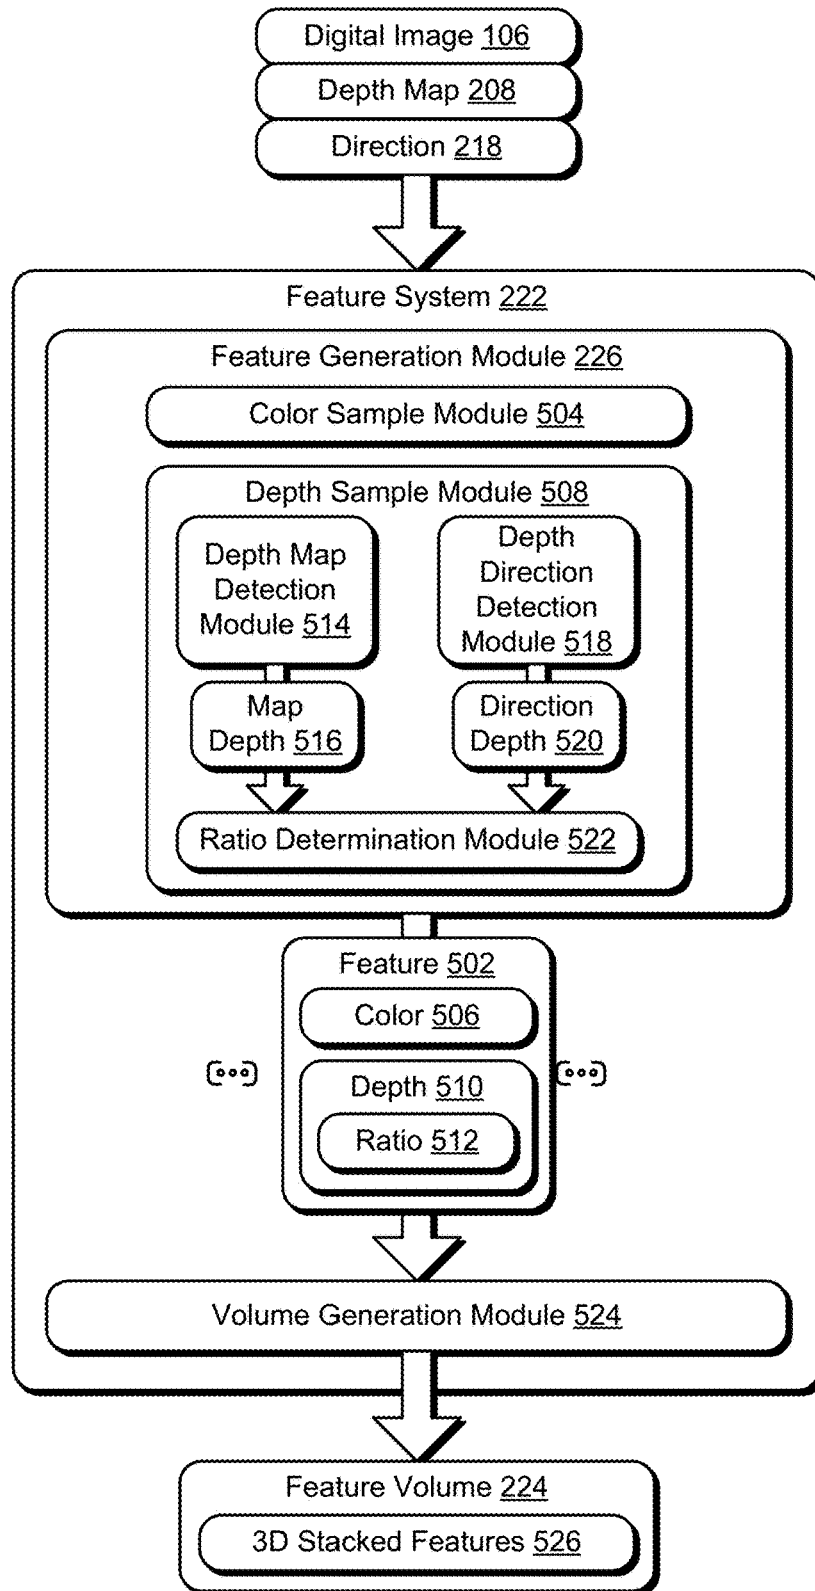 Digital Image 106
Depth Map 208
Direction 218
Feature System 222
Feature Generation Module 226
Color Sample Module 504
Depth Sample Module 508
Depth Map
Detection
Module 514
Depth
Direction
Detection
Module 518
Map
Depth 516
Direction
Depth 520
Ratio Determination Module 522
Feature 502
Color 506
Depth 510
Ratio 512
Volume Generation Module 524
Feature Volume 224
3D Stacked Features 526